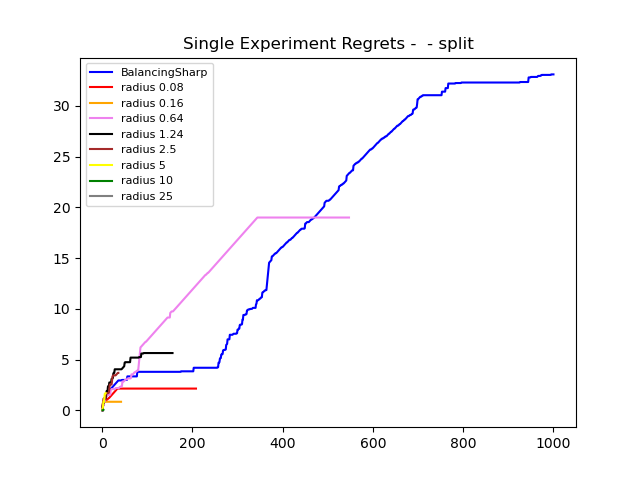 Single Experiment Regrets -  - split
BalancingSharp
radius 0.08
radius 0.16
radius 0.64
radius 1.24
radius 2.5
radius 5
radius 10
radius 25
30
25
20
15
10
5
0
0 200 400 600 800 1000